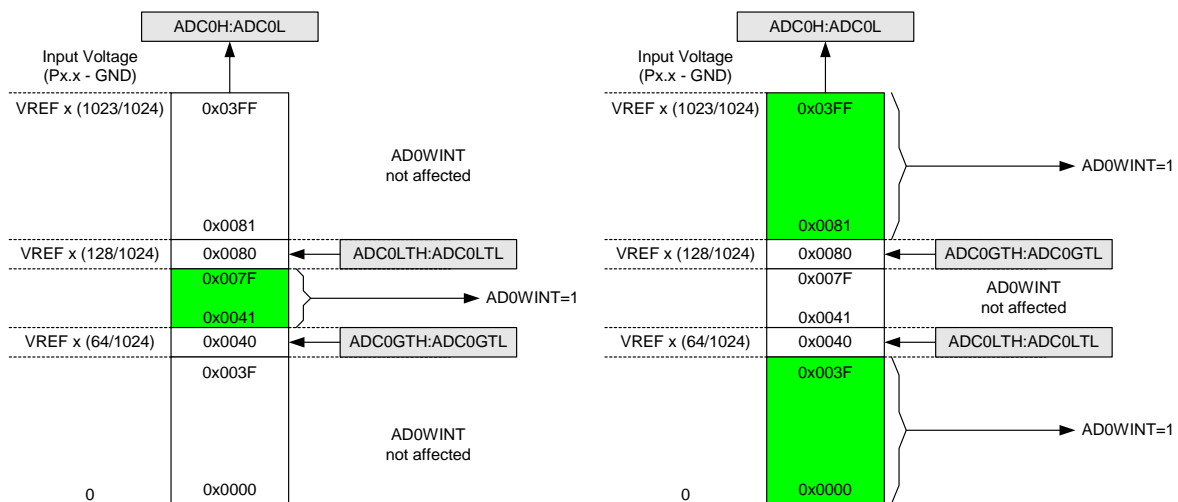 ADC0H:ADC0L
Input Voltage
(Px.x - GND)
VREF x (1023/1024)
0x03FF
AD0WINT
not affected
0x0081
VREF x (128/1024)
0x0080
ADC0LTH:ADC0LTL
0x007F
AD0WINT=1
0x0041
VREF x (64/1024)
0x0040
ADC0GTH:ADC0GTL
0x003F
AD0WINT
not affected
0
0x0000
ADC0H:ADC0L
Input Voltage
(Px.x - GND)
VREF x (1023/1024)
0x03FF
AD0WINT=1
0x0081
VREF x (128/1024)
0x0080
ADC0GTH:ADC0GTL
0x007F
AD0WINT
not affected
0x0041
VREF x (64/1024)
0x0040
ADC0LTH:ADC0LTL
0x003F
AD0WINT=1
0
0x0000